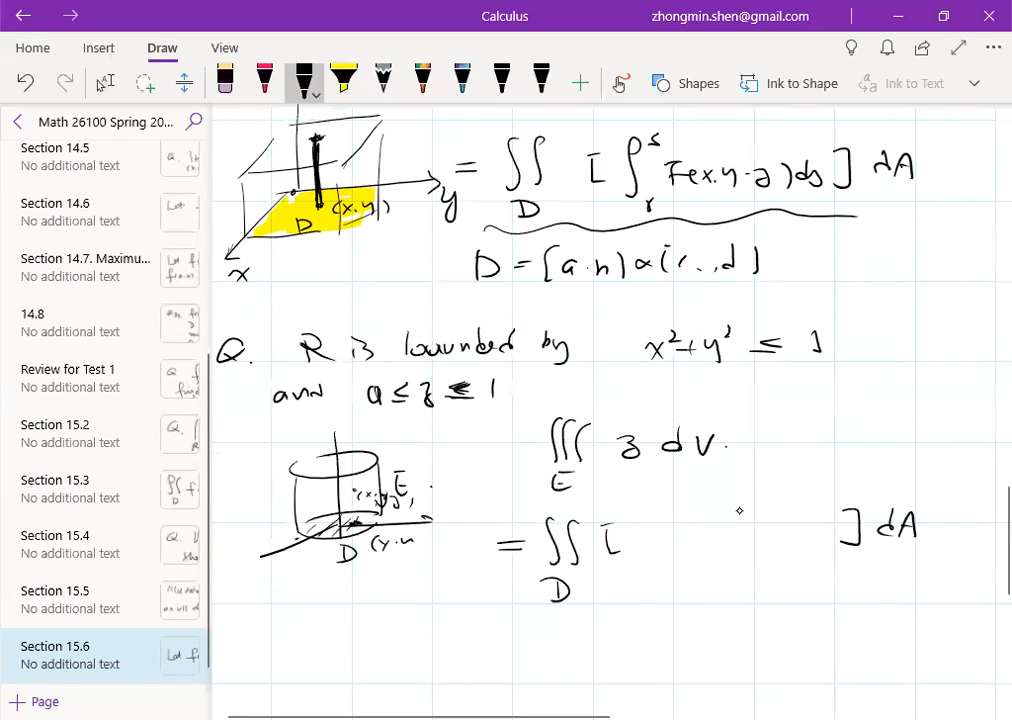 Calculus
zhongmin.shen@gmail.com
Home Insert Draw View
Shapes Ink to Shape Ink to Text
Math 26100 Spring 20...
Section 14.5
No additional text
Section 14.6
No additional text
Section 14.7. Maximu...
No additional text
14.8
No additional text
Review for Test 1
No additional text
Section 15.2
No additional text
Section 15.3
No additional text
Section 15.4
No additional text
Section 15.5
No additional text
Section 15.6
No additional text
Page
y
D (x,y)
x
= ∬ [ ∫ F(x,y,z) dz ] dA
D r s
D = [a,b] × [c,d]
Q. R is bounded by x²+y² ≤ 1
and 0 ≤ z ≤ 1
∭ z dV.
E
E
D
= ∬ [ ] dA
D